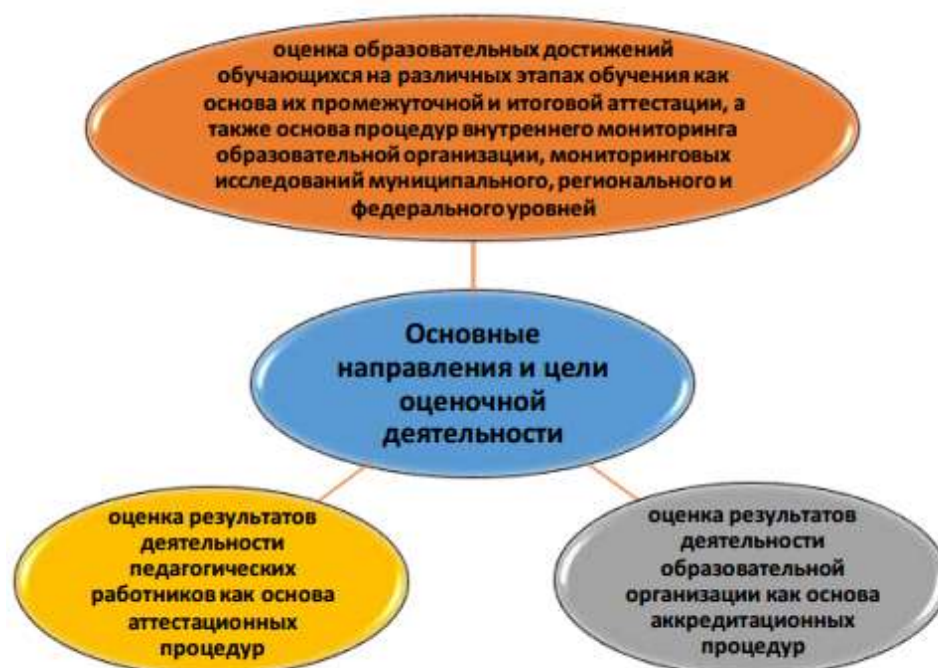 оценка образовательных достижений
обучающихся на различных этапах обучения как
основа их промежуточной и итоговой аттестации, а
также основа процедур внутреннего мониторинга
образовательной организации, мониторинговых
исследований муниципального, регионального и
федерального уровней
Основные
направления и цели
оценочной
деятельности
оценка результатов
деятельности
педагогических
работников как основа
аттестационных
процедур
оценка результатов
деятельности
образовательной
организации как основа
аккредитационных
процедур